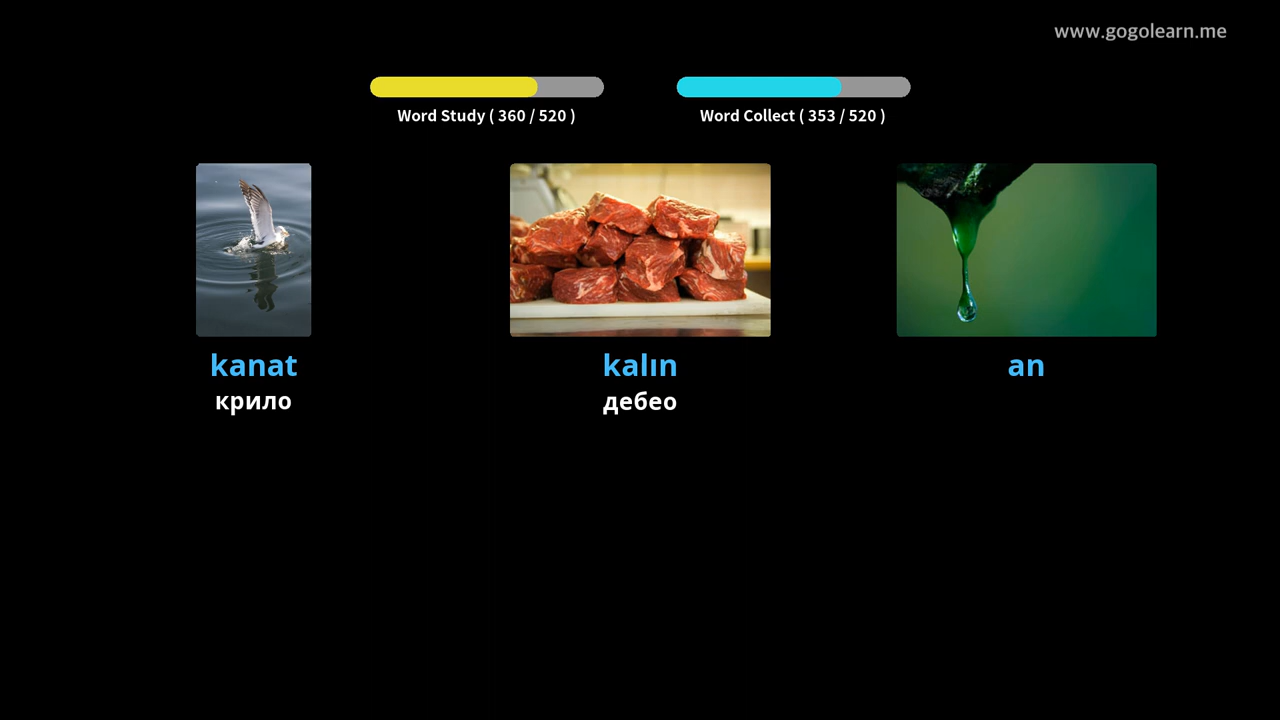 www.gogolearn.me
Word Study ( 360 / 520 )
Word Collect ( 353 / 520 )
kanat
крило
kalın
дебео
an